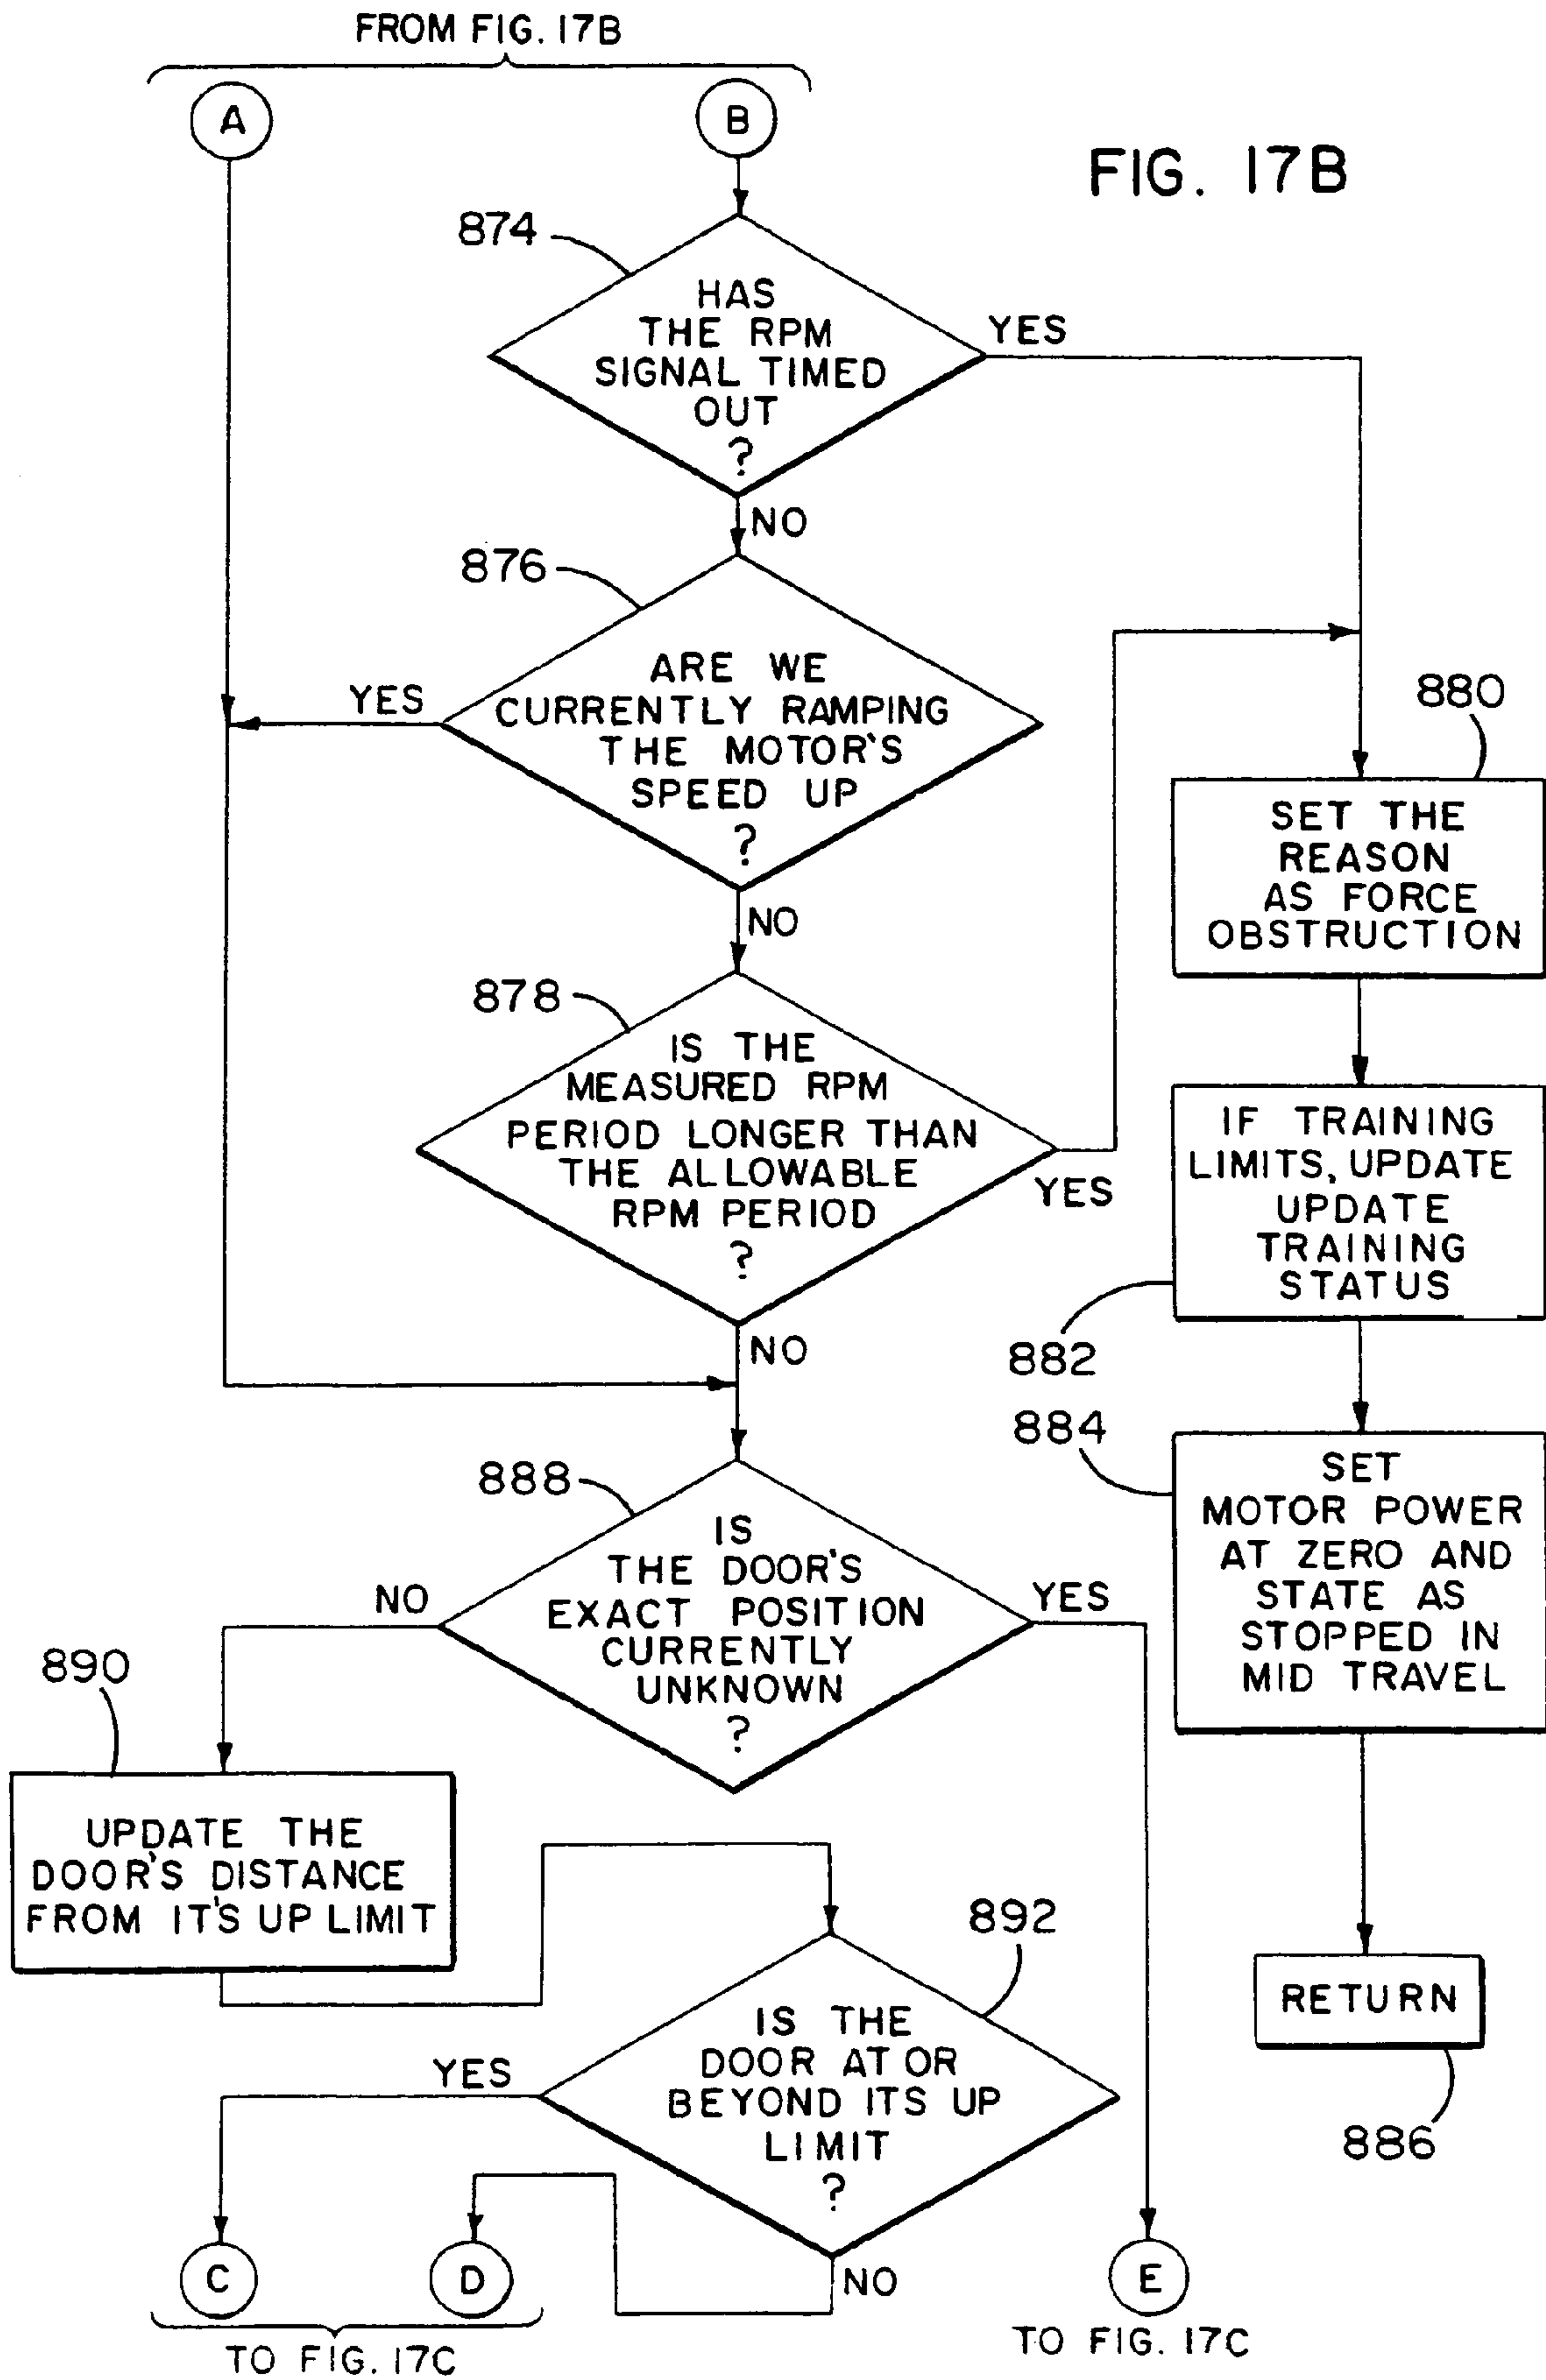 FROM FIG. 17B
A
B
FIG. 17B
874
HAS
THE RPM
SIGNAL TIMED
OUT
?
YES
NO
876
ARE WE
CURRENTLY RAMPING
THE MOTOR'S
SPEED UP
?
YES
NO
880
SET THE
REASON
AS FORCE
OBSTRUCTION
878
IS THE
MEASURED RPM
PERIOD LONGER THAN
THE ALLOWABLE
RPM PERIOD
?
YES
NO
IF TRAINING
LIMITS, UPDATE
UPDATE
TRAINING
STATUS
882
884
SET
MOTOR POWER
AT ZERO AND
STATE AS
STOPPED IN
MID TRAVEL
888
IS
THE DOOR'S
EXACT POSITION
CURRENTLY
UNKNOWN
?
NO
YES
890
UPDATE THE
DOOR'S DISTANCE
FROM IT'S UP LIMIT
892
IS THE
DOOR AT OR
BEYOND ITS UP
LIMIT
?
YES
NO
RETURN
886
C
D
E
TO FIG. 17C
TO FIG. 17C